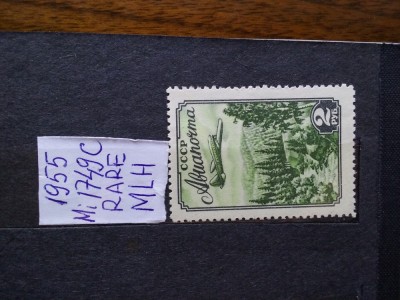 1955
Mi 1749C
RARE
MLH
СССР
Авиапочта
2
РУБ.